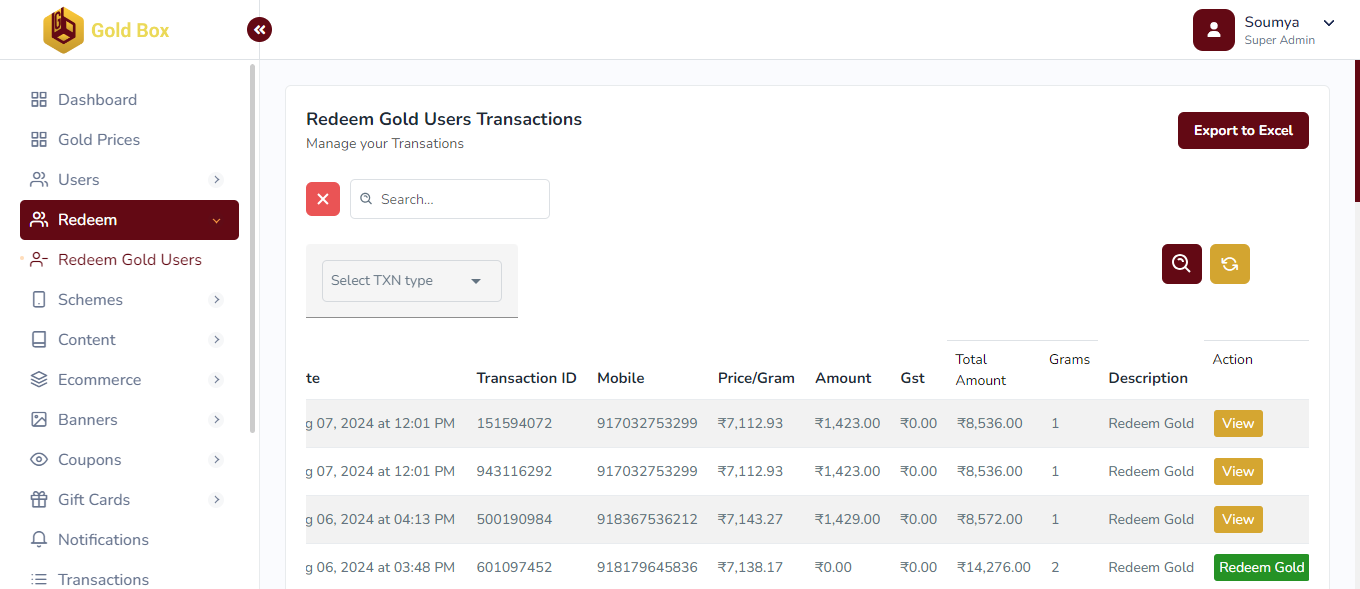 Gold Box
Soumya
Super Admin
Dashboard
Gold Prices
Users
Redeem
Redeem Gold Users
Schemes
Content
Ecommerce
Banners
Coupons
Gift Cards
Notifications
Transactions
Redeem Gold Users Transactions
Manage your Transations
Export to Excel
Search...
Select TXN type
te Transaction ID Mobile Price/Gram Amount Gst Total Amount Grams Description Action
g 07, 2024 at 12:01 PM 151594072 917032753299 ₹7,112.93 ₹1,423.00 ₹0.00 ₹8,536.00 1 Redeem Gold View
g 07, 2024 at 12:01 PM 943116292 917032753299 ₹7,112.93 ₹1,423.00 ₹0.00 ₹8,536.00 1 Redeem Gold View
g 06, 2024 at 04:13 PM 500190984 918367536212 ₹7,143.27 ₹1,429.00 ₹0.00 ₹8,572.00 1 Redeem Gold View
g 06, 2024 at 03:48 PM 601097452 918179645836 ₹7,138.17 ₹0.00 ₹0.00 ₹14,276.00 2 Redeem Gold Redeem Gold